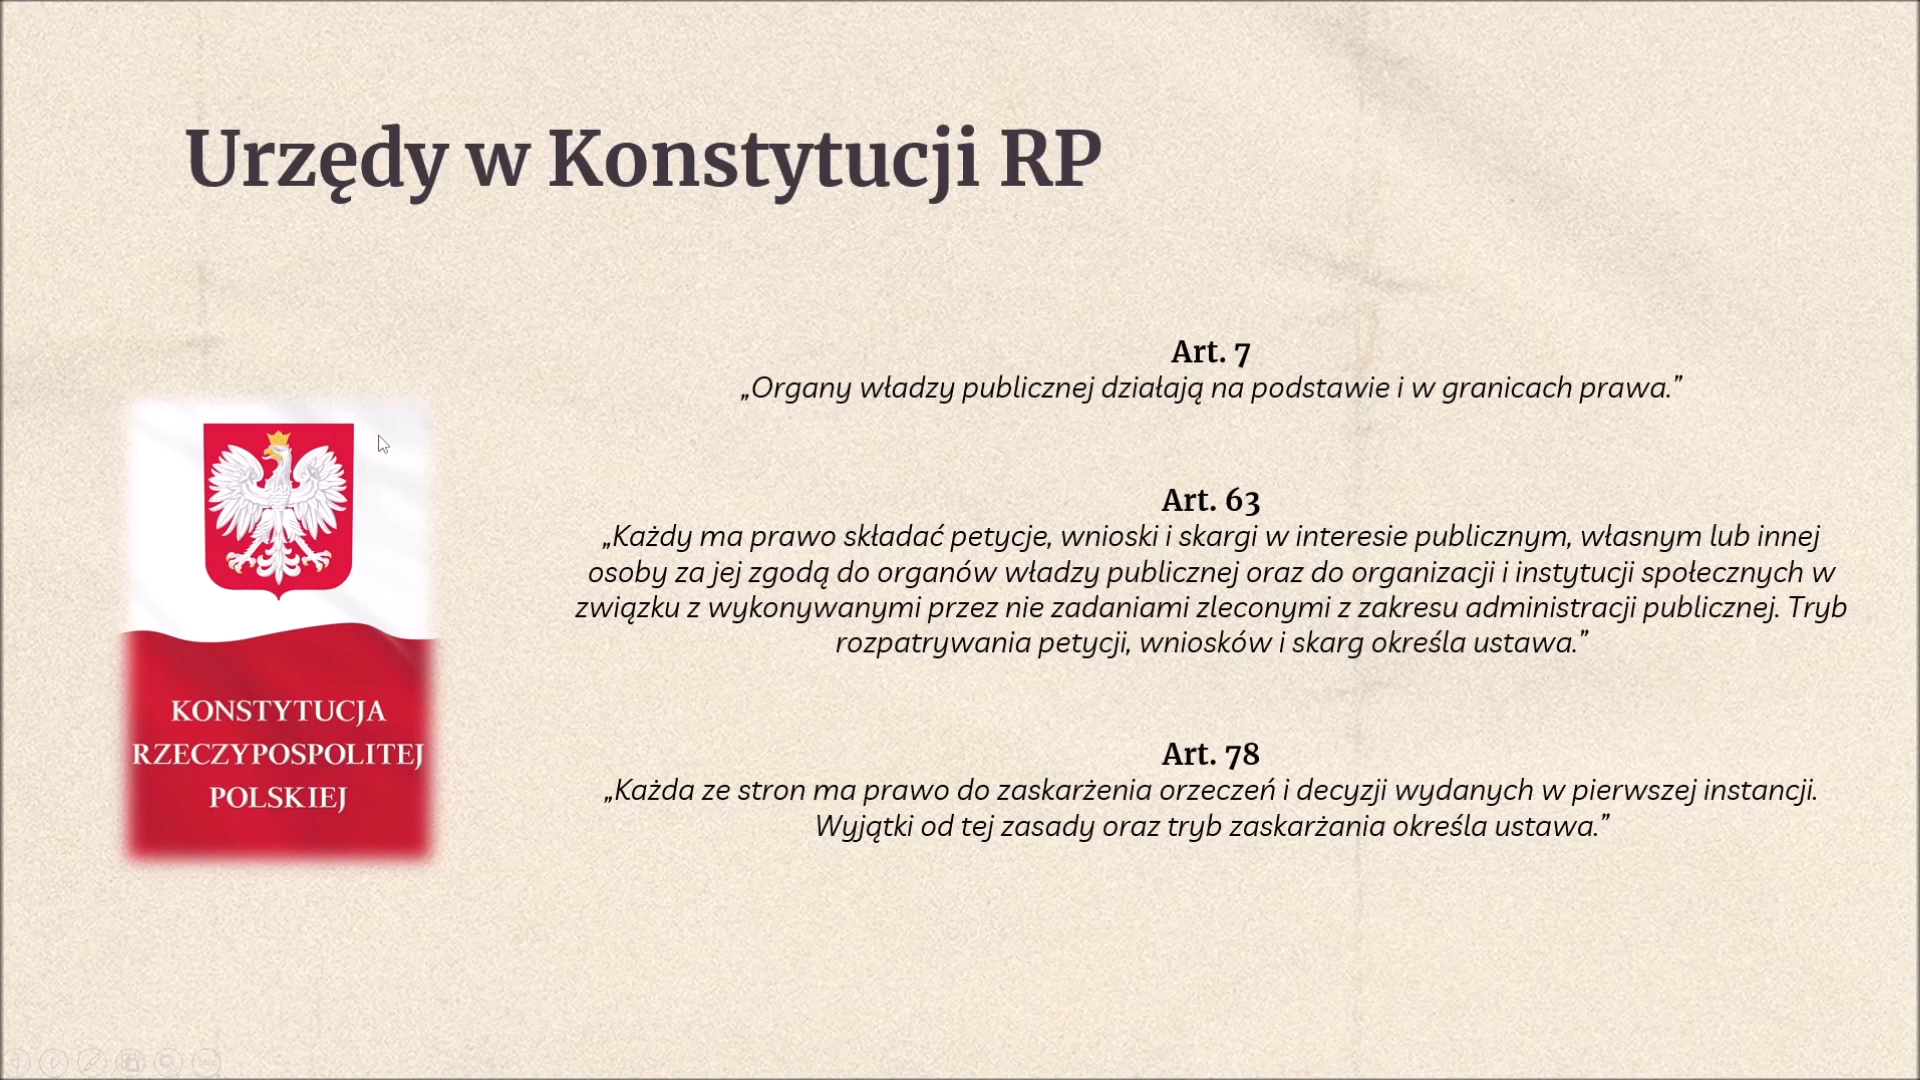 Urzędy w Konstytucji RP
Art. 7
„Organy władzy publicznej działają na podstawie i w granicach prawa.”
Art. 63
„Każdy ma prawo składać petycje, wnioski i skargi w interesie publicznym, własnym lub innej
osoby za jej zgodą do organów władzy publicznej oraz do organizacji i instytucji społecznych w
związku z wykonywanymi przez nie zadaniami zleconymi z zakresu administracji publicznej. Tryb
rozpatrywania petycji, wniosków i skarg określa ustawa.”
Art. 78
„Każda ze stron ma prawo do zaskarżenia orzeczeń i decyzji wydanych w pierwszej instancji.
Wyjątki od tej zasady oraz tryb zaskarżania określa ustawa.”
KONSTYTUCJA
RZECZYPOSPOLITEJ
POLSKIEJ